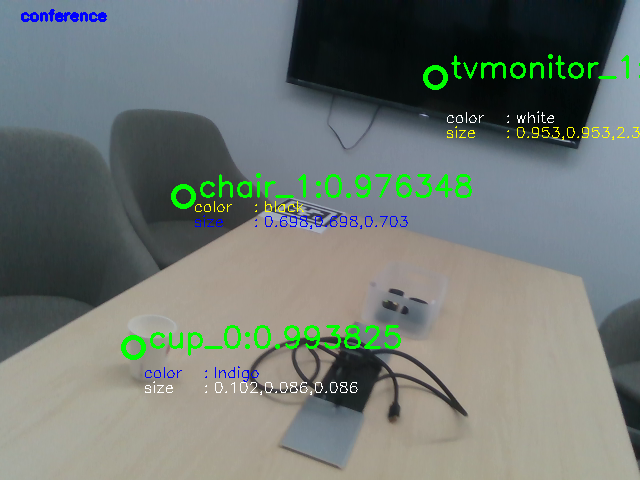 conference
tvmonitor_1
color : white
size : 0.953,0.953,2.3
chair_1:0.976348
color : black
size : 0.698,0.698,0.703
cup_0:0.993825
color : Indigo
size : 0.102,0.086,0.086